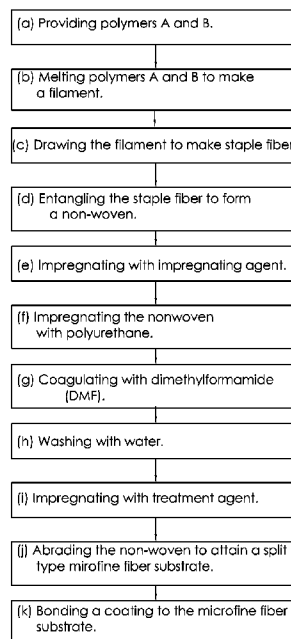 (a) Providing polymers A and B.
(b) Melting polymers A and B to make
a filament.
(c) Drawing the filament to make staple fiber
(d) Entangling the staple fiber to form
a non-woven.
(e) Impregnating with impregnating agent.
(f) Impregnating the nonwoven
with polyurethane.
(g) Coagulating with dimethylformamide
(DMF).
(h) Washing with water.
(i) Impregnating with treatment agent.
(j) Abrading the non-woven to attain a split
type mirofine fiber substrate.
(k) Bonding a coating to the microfine fiber
substrate.